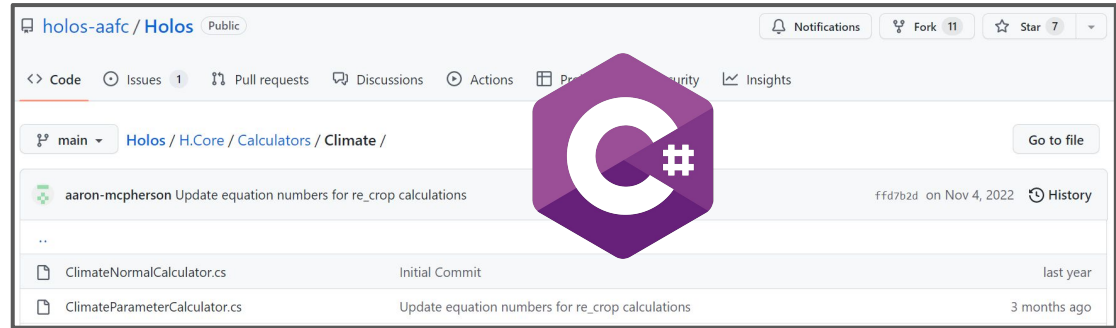 holos-aafc / Holos Public Notifications Fork 11 Star 7
<> Code Issues 1 Pull requests Discussions Actions Insights
main Holos / H.Core / Calculators / Climate / Go to file
aaron-mcpherson Update equation numbers for re_crop calculations ffd7b2d on Nov 4, 2022 History
..
C#
ClimateNormalCalculator.cs Initial Commit last year
ClimateParameterCalculator.cs Update equation numbers for re_crop calculations 3 months ago